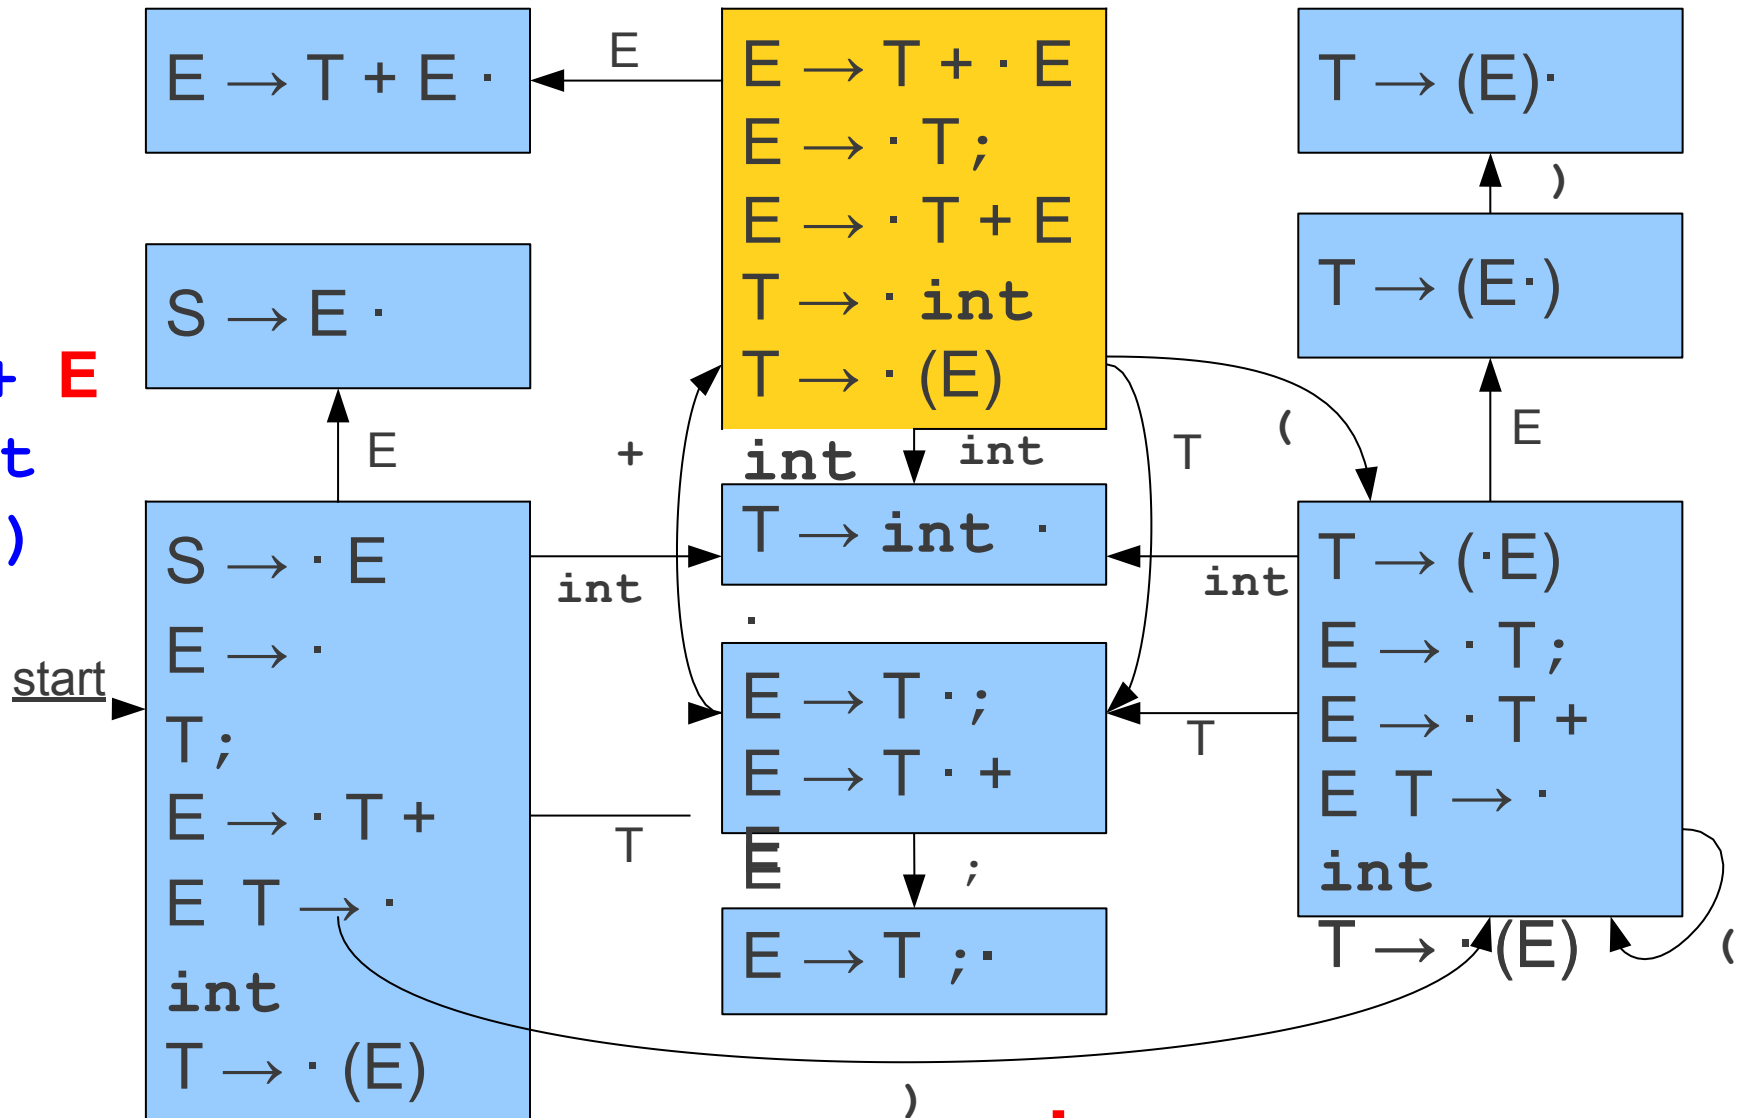 E → T + E ·
E
E → T + · E
E → · T ;
E → · T + E
T → · int
T → · (E)
int
T → (E)·
)
T → (E·)
S → E ·
+ E
t
)
E
+
int
T
(
E
S → · E
E → ·
T ;
E → · T +
E T → ·
int
T → · (E)
start
int
T
T → int ·
·
E → T · ;
E → T · +
E
E
;
E → T ; ·
int
T
T → (·E)
E → · T ;
E → · T +
E T → ·
int
T → · (E)
(
)